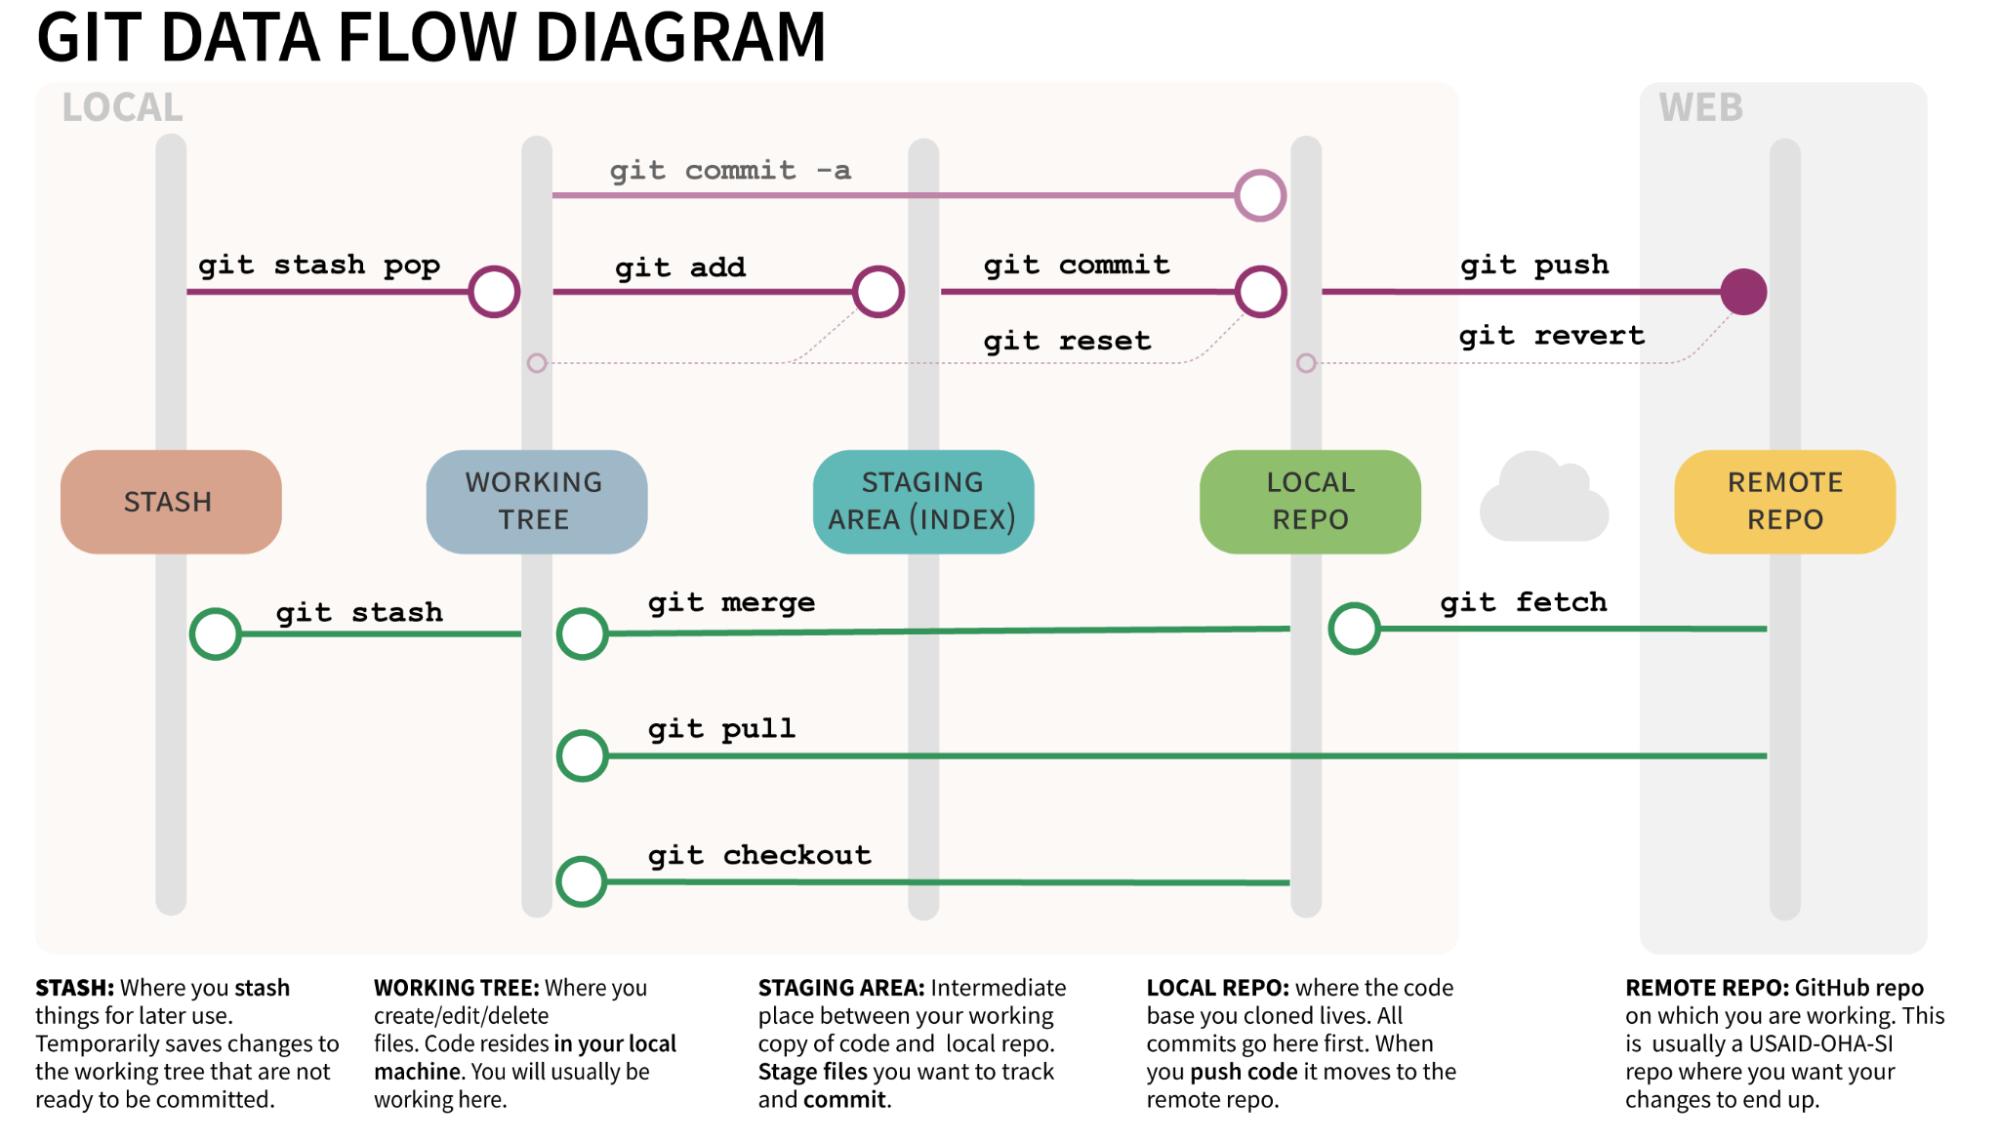 GIT DATA FLOW DIAGRAM
LOCAL
WEB
git commit -a
git stash pop
git add
git commit
git push
git reset
git revert
STASH
WORKING
TREE
STAGING
AREA (INDEX)
LOCAL
REPO
REMOTE
REPO
git stash
git merge
git fetch
git pull
git checkout
STASH: Where you stash
things for later use.
Temporarily saves changes to
the working tree that are not
ready to be committed.
WORKING TREE: Where you
create/edit/delete
files. Code resides in your local
machine. You will usually be
working here.
STAGING AREA: Intermediate
place between your working
copy of code and  local repo.
Stage files you want to track
and commit.
LOCAL REPO: where the code
base you cloned lives. All
commits go here first. When
you push code it moves to the
remote repo.
REMOTE REPO: GitHub repo
on which you are working. This
is  usually a USAID-OHA-SI
repo where you want your
changes to end up.